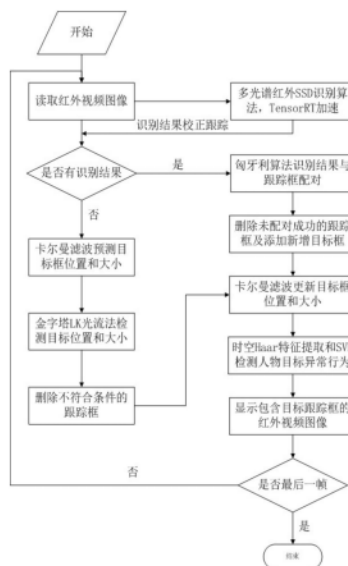 开始
读取红外视频图像
多光谱红外SSD识别算
法，TensorRT加速
识别结果校正跟踪
是否有识别结果
是
匈牙利算法识别结果与
跟踪框配对
否
删除未配对成功的跟踪
框及添加新增目标框
卡尔曼滤波预测目
标框位置和大小
卡尔曼滤波更新目标框
位置和大小
金字塔LK光流法检
测目标位置和大小
时空Haar特征提取和SV
检测人物目标异常行为
删除不符合条件的
跟踪框
显示包含目标跟踪框的
红外视频图像
否
是否最后一帧
是
结束